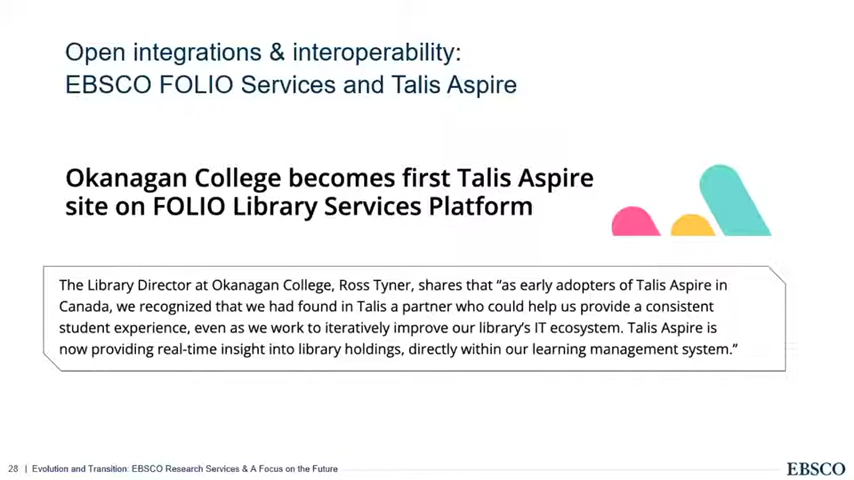 Open integrations & interoperability:
EBSCO FOLIO Services and Talis Aspire
Okanagan College becomes first Talis Aspire
site on FOLIO Library Services Platform
The Library Director at Okanagan College, Ross Tyner, shares that “as early adopters of Talis Aspire in
Canada, we recognized that we had found in Talis a partner who could help us provide a consistent
student experience, even as we work to iteratively improve our library’s IT ecosystem. Talis Aspire is
now providing real-time insight into library holdings, directly within our learning management system.”
28 | Evolution and Transition: EBSCO Research Services & A Focus on the Future
EBSCO